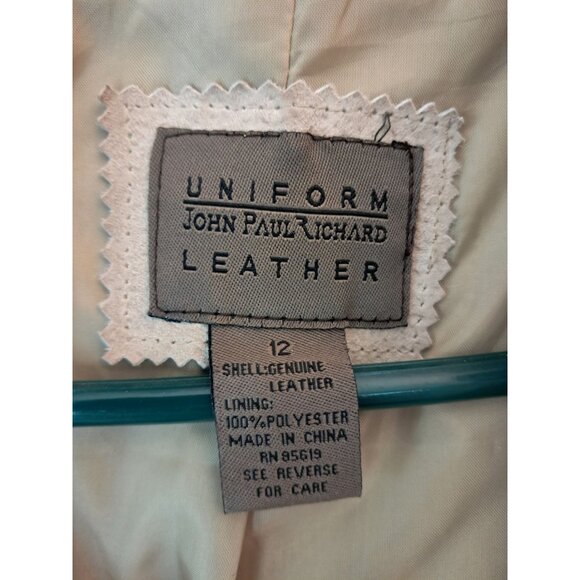 UNIFORM
JOHN PAUL RICHARD
LEATHER
12
SHELL:GENUINE
LEATHER
LINING:
100%POLYESTER
MADE IN CHINA
RN 85619
SEE REVERSE
FOR CARE